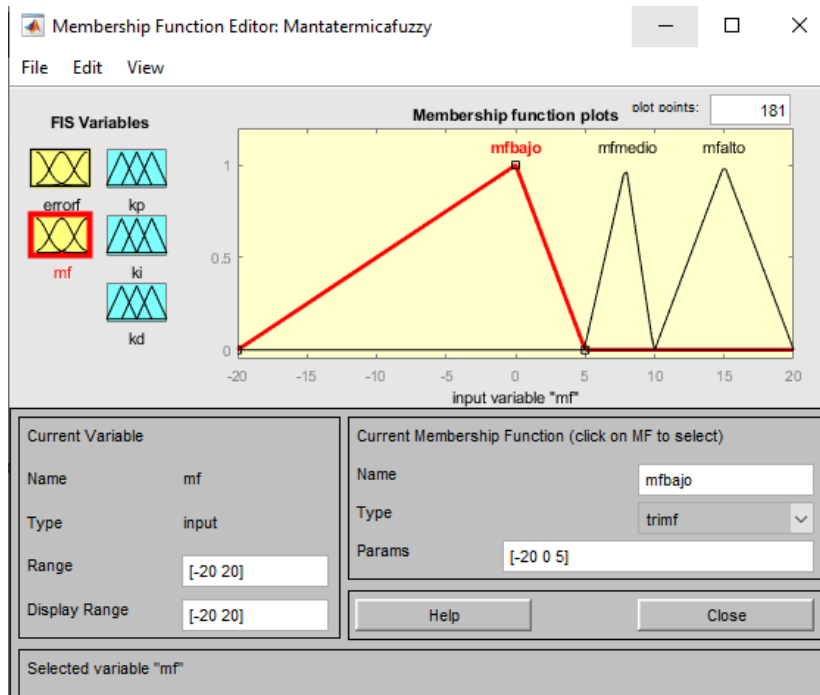 Membership Function Editor: Mantatermicafuzzy
File Edit View
FIS Variables
Membership function plots
plot points:
181
errorf
kp
mf
ki
kd
mfbajo
mfmedio
mfalto
1
0.5
0
-20 -15 -10 -5 0 5 10 15 20
input variable "mf"
Current Variable
Name mf
Type input
Range [-20 20]
Display Range [-20 20]
Current Membership Function (click on MF to select)
Name mfbajo
Type trimf
Params [-20 0 5]
Help Close
Selected variable "mf"